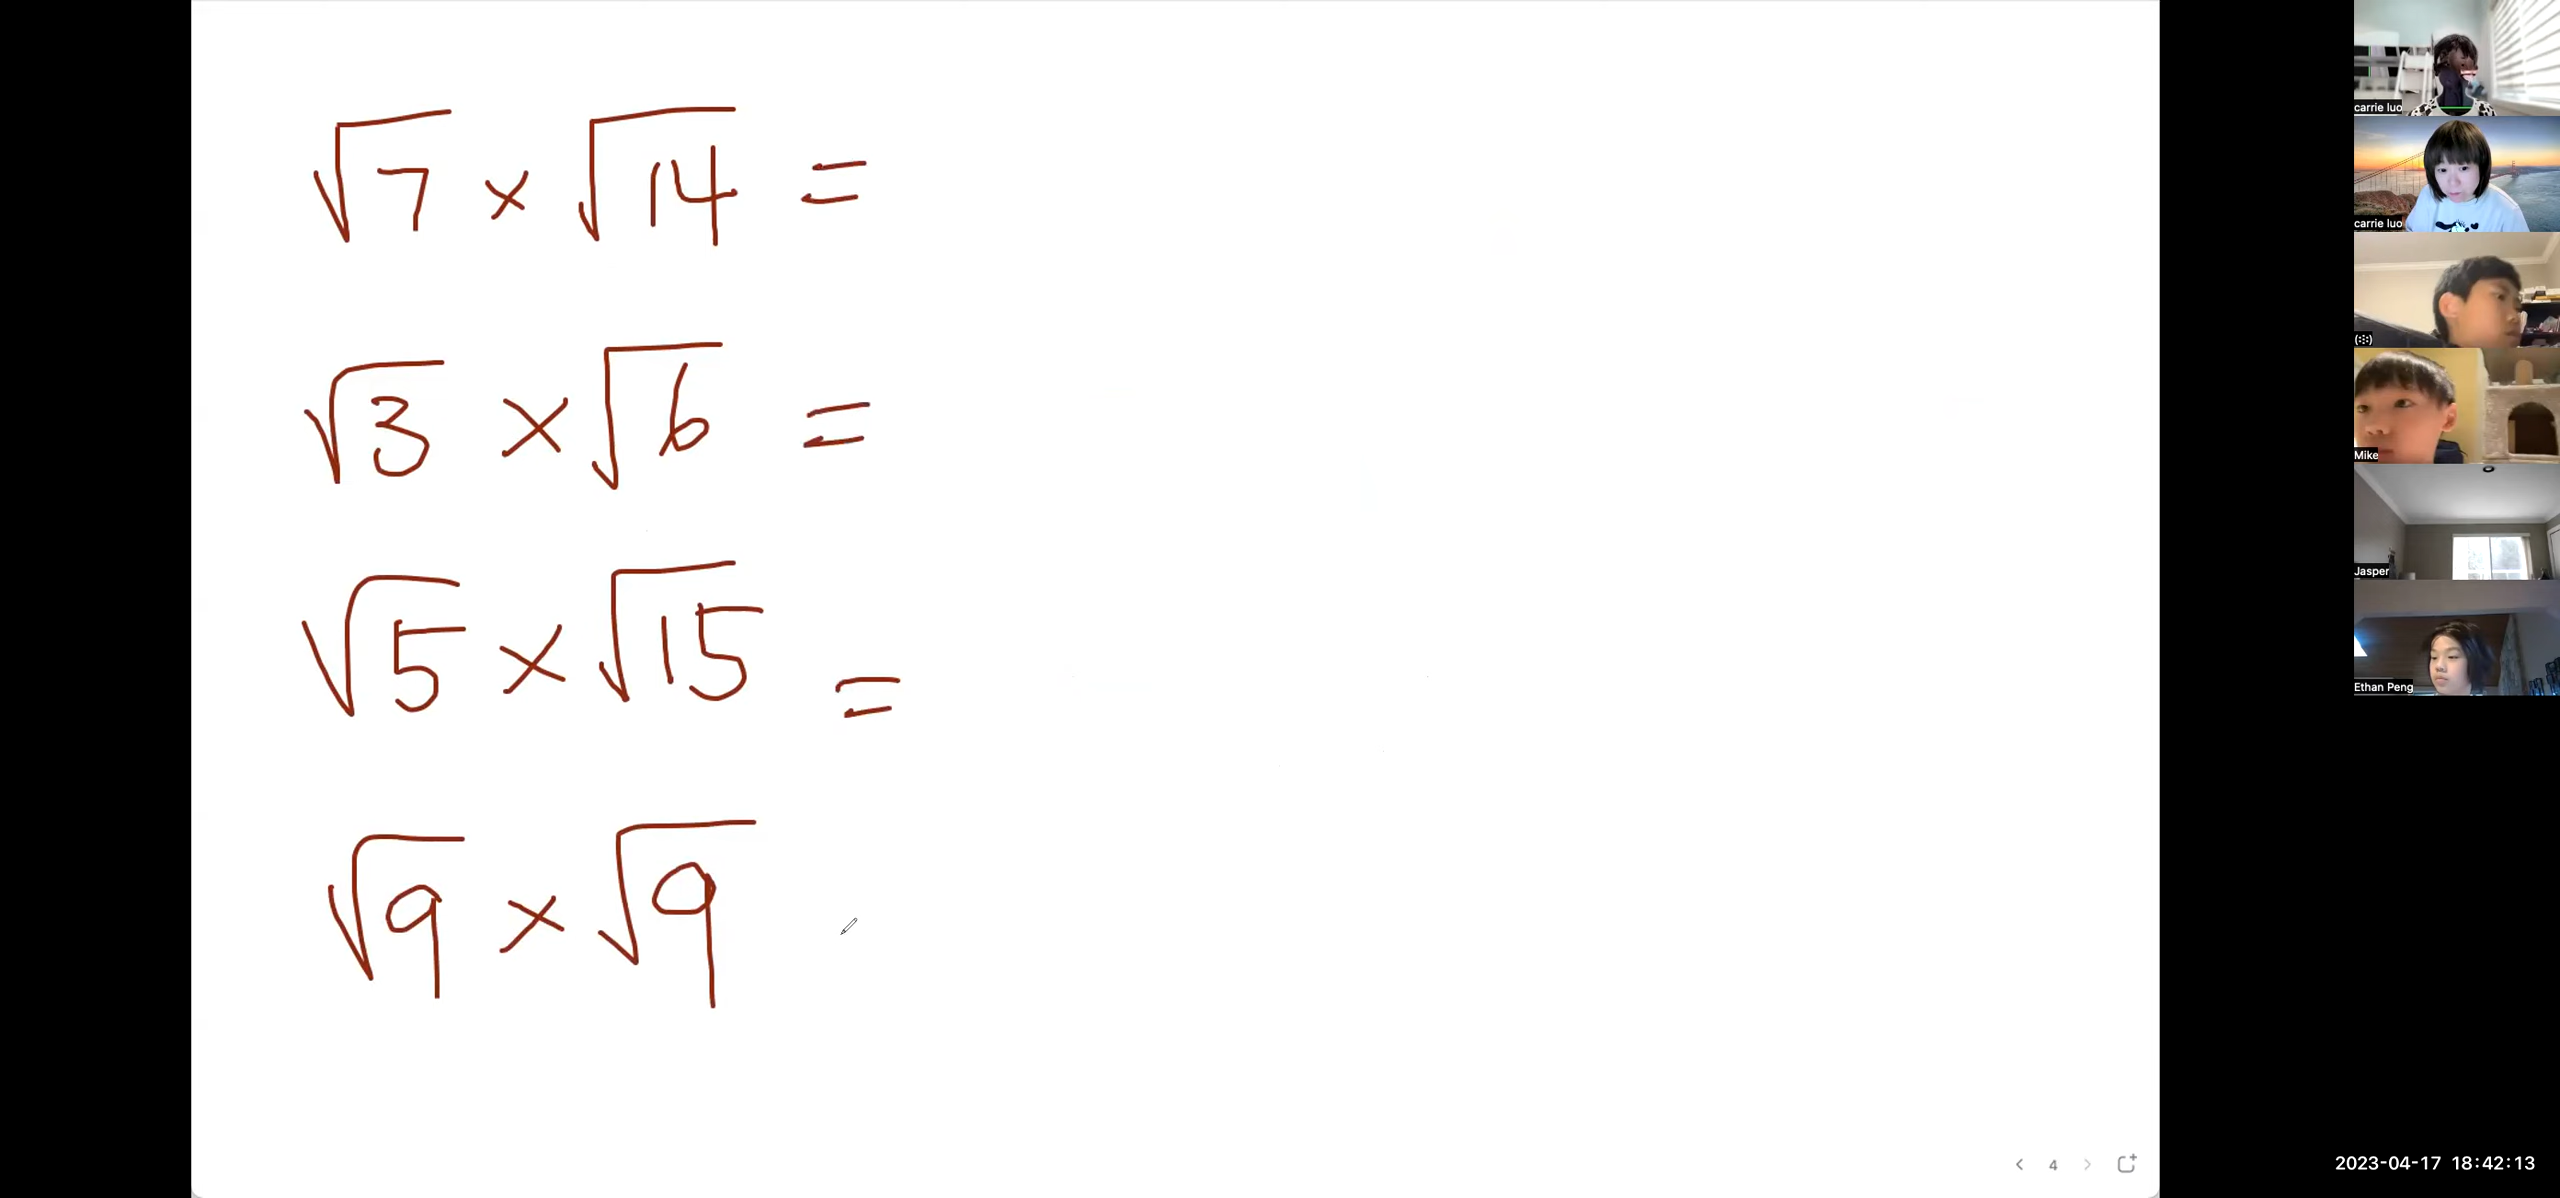 √7 × √14 =
√3 × √6 =
√5 × √15 =
√9 × √9
carrie luo
carrie luo
(·:·)
Mike
Jasper
Ethan Peng
4
2023-04-17 18:42:13